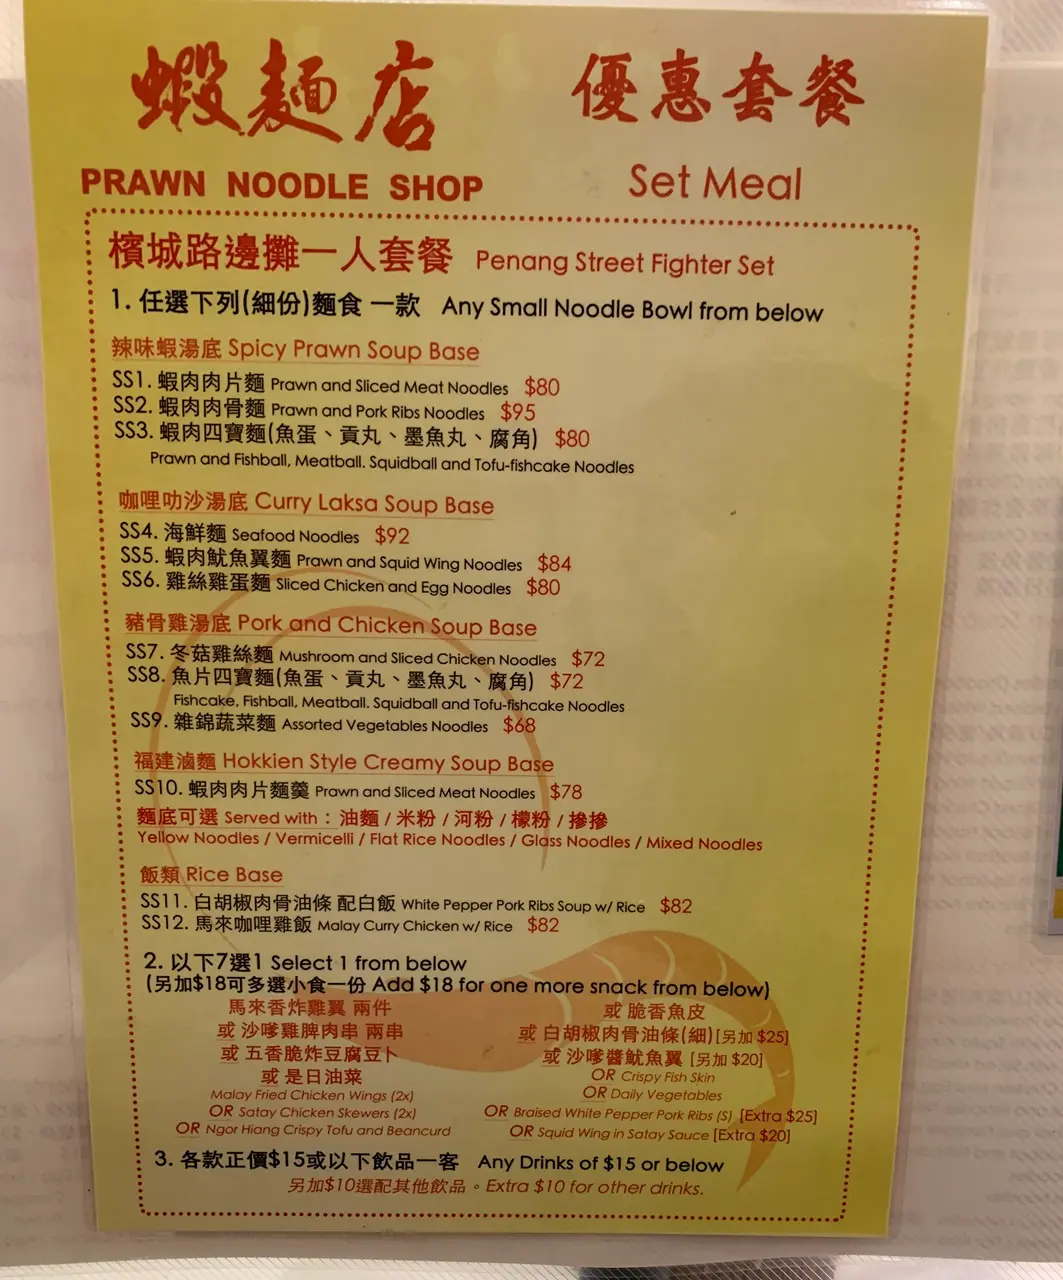 蝦麵店
PRAWN NOODLE SHOP
優惠套餐
Set Meal
檳城路邊攤一人套餐 Penang Street Fighter Set
1. 任選下列(細份)麵食 一款 Any Small Noodle Bowl from below
辣味蝦湯底 Spicy Prawn Soup Base
SS1. 蝦肉肉片麵 Prawn and Sliced Meat Noodles $80
SS2. 蝦肉肉骨麵 Prawn and Pork Ribs Noodles $95
SS3. 蝦肉四寶麵(魚蛋、貢丸、墨魚丸、腐角) $80
Prawn and Fishball, Meatball. Squidball and Tofu-fishcake Noodles
咖哩叻沙湯底 Curry Laksa Soup Base
SS4. 海鮮麵 Seafood Noodles $92
SS5. 蝦肉魷魚翼麵 Prawn and Squid Wing Noodles $84
SS6. 雞絲雞蛋麵 Sliced Chicken and Egg Noodles $80
豬骨雞湯底 Pork and Chicken Soup Base
SS7. 冬菇雞絲麵 Mushroom and Sliced Chicken Noodles $72
SS8. 魚片四寶麵(魚蛋、貢丸、墨魚丸、腐角) $72
Fishcake, Fishball, Meatball. Squidball and Tofu-fishcake Noodles
SS9. 雜錦蔬菜麵 Assorted Vegetables Noodles $68
福建滷麵 Hokkien Style Creamy Soup Base
SS10. 蝦肉肉片麵羹 Prawn and Sliced Meat Noodles $78
麵底可選 Served with : 油麵 / 米粉 / 河粉 / 檬粉 / 摻摻
Yellow Noodles / Vermicelli / Flat Rice Noodles / Glass Noodles / Mixed Noodles
飯類 Rice Base
SS11. 白胡椒肉骨油條 配白飯 White Pepper Pork Ribs Soup w/ Rice $82
SS12. 馬來咖哩雞飯 Malay Curry Chicken w/ Rice $82
2. 以下7選1 Select 1 from below
(另加$18可多選小食一份 Add $18 for one more snack from below)
馬來香炸雞翼 兩件
或 沙嗲雞脾肉串 兩串
或 五香脆炸豆腐豆卜
或 是日油菜
Malay Fried Chicken Wings (2x)
OR Satay Chicken Skewers (2x)
OR Ngor Hiang Crispy Tofu and Beancurd
或 脆香魚皮
或 白胡椒肉骨油條(細)[另加 $25]
或 沙嗲醬魷魚翼 [另加 $20]
OR Crispy Fish Skin
OR Daily Vegetables
OR Braised White Pepper Pork Ribs (S) [Extra $25]
OR Squid Wing in Satay Sauce [Extra $20]
3. 各款正價$15或以下飲品一客 Any Drinks of $15 or below
另加$10選配其他飲品。Extra $10 for other drinks.